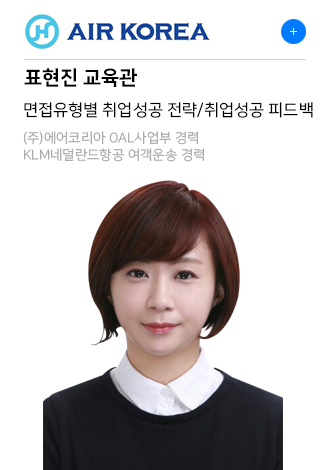 AIR KOREA
표현진 교육관
면접유형별 취업성공 전략/취업성공 피드백
(주)에어코리아 OAL사업부 경력
KLM네덜란드항공 여객운송 경력